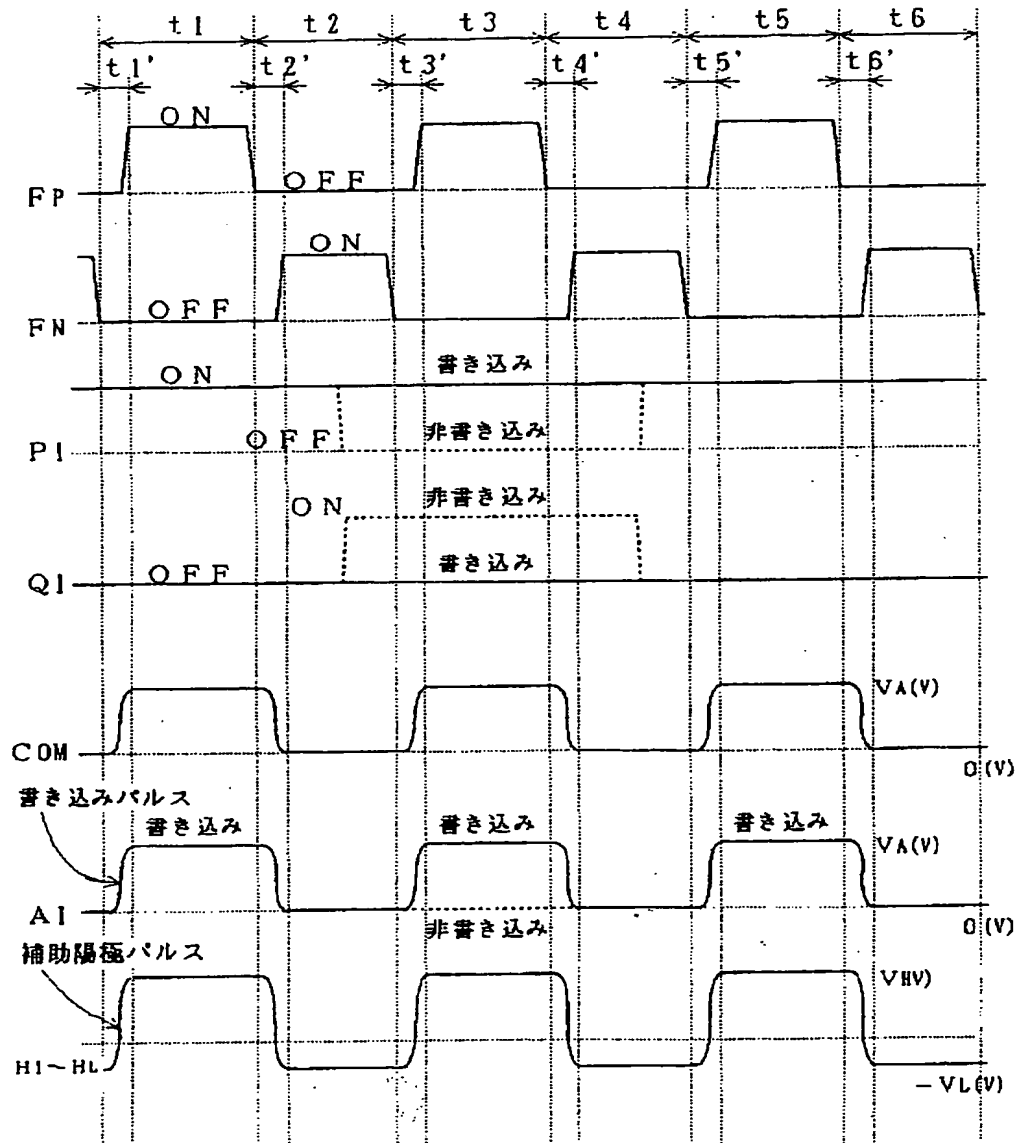 t1 t2 t3 t4 t5 t6
t1' t2' t3' t4' t5' t6'
ON
FP OFF
ON
FN OFF
ON 書き込み
P1 OFF 非書き込み
ON 非書き込み
Q1 OFF 書き込み
VA(V)
COM 0(V)
書き込みパルス
書き込み 書き込み 書き込み VA(V)
A1 非書き込み 0(V)
補助陽極パルス
VHV)
H1~HL -VL(V)